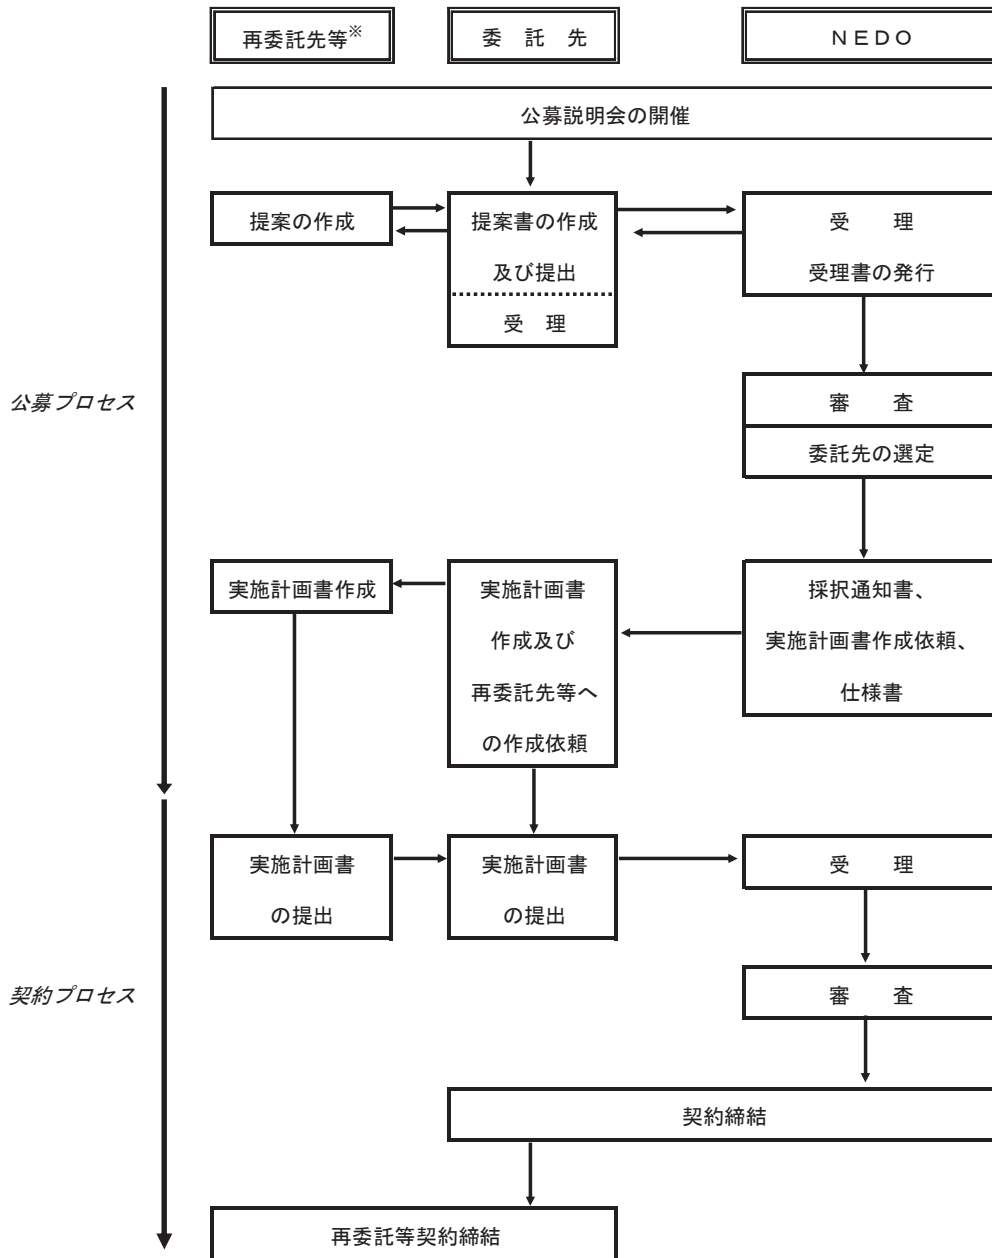 再委託先等※
委 託 先
NEDO
公募説明会の開催
提案の作成
提案書の作成
及び提出
受 理
受 理
受理書の発行
公募プロセス
審 査
委託先の選定
実施計画書作成
実施計画書
作成及び
再委託先等へ
の作成依頼
採択通知書、
実施計画書作成依頼、
仕様書
実施計画書
の提出
実施計画書
の提出
受 理
契約プロセス
審 査
契約締結
再委託等契約締結